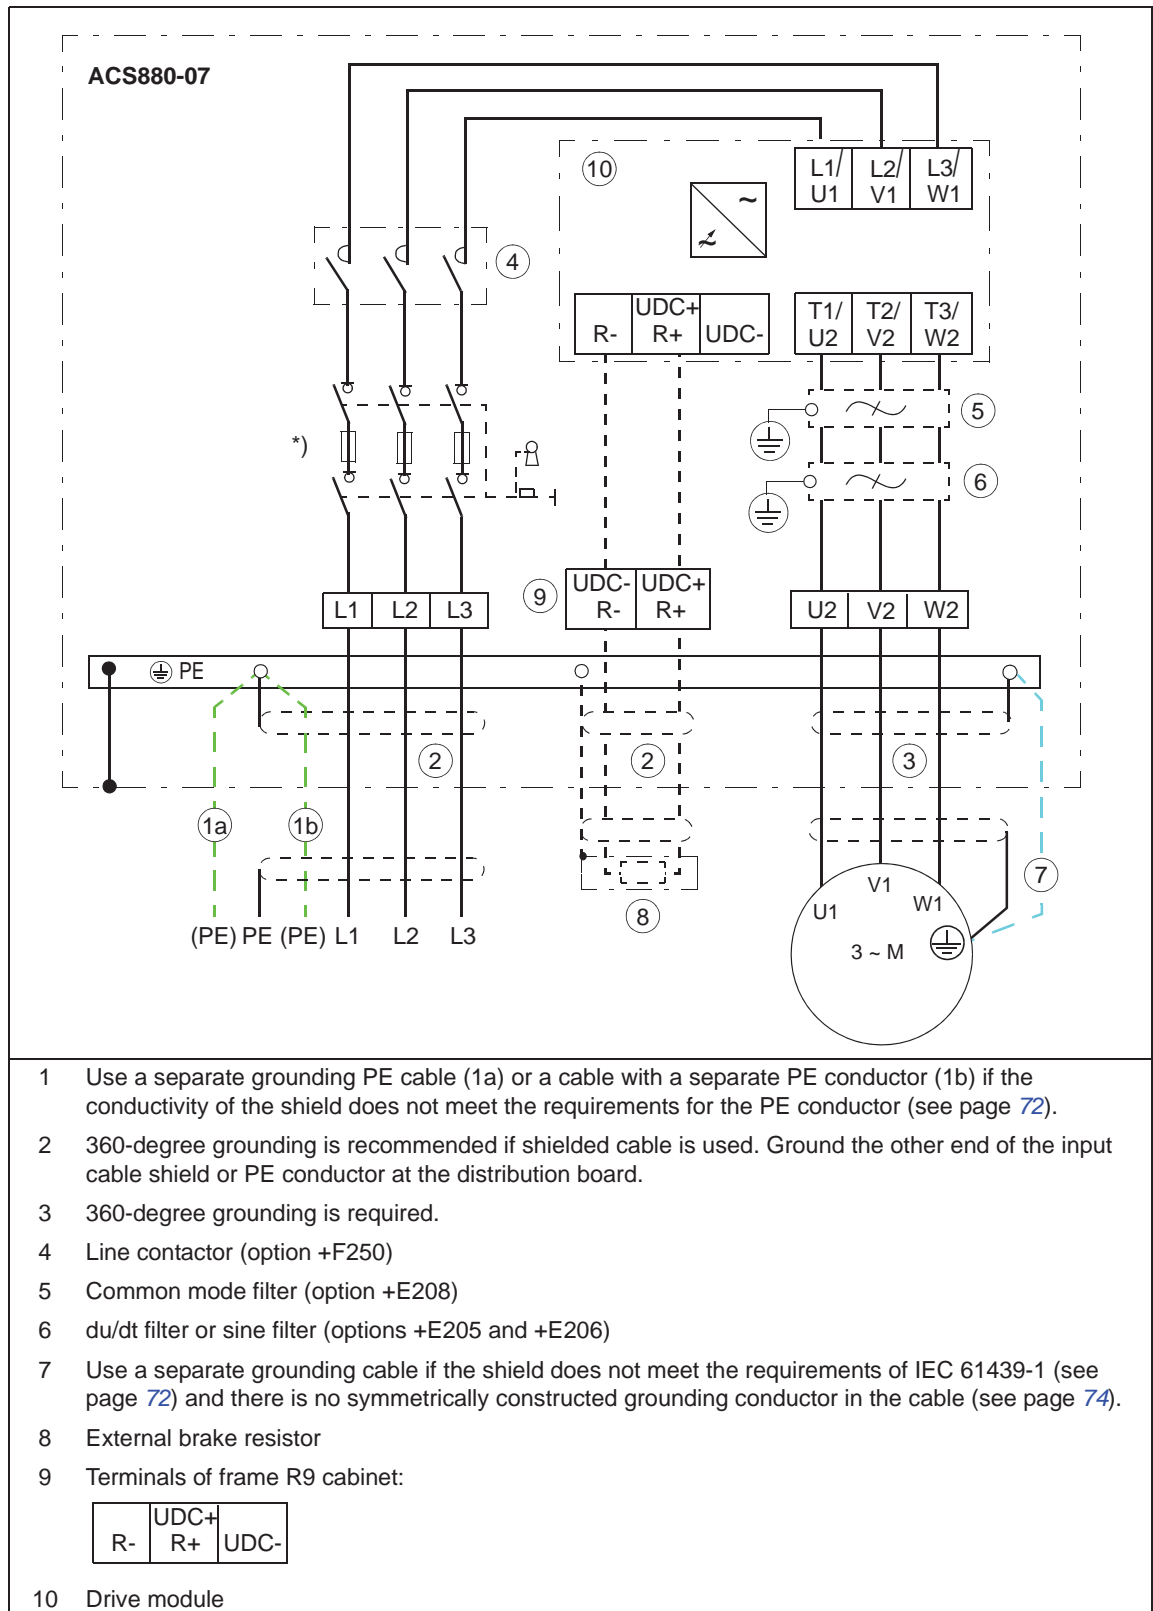 ACS880-07
10
L1/ L2/ L3/
U1 V1 W1
~
4
UDC+
R- R+ UDC-
T1/ T2/ T3/
U2 V2 W2
5
*)
6
9
UDC- UDC+
R- R+
L1 L2 L3
U2 V2 W2
PE
2
2
3
1a
1b
7
8
(PE) PE (PE) L1 L2 L3
V1
U1 W1
3 ~ M
1 Use a separate grounding PE cable (1a) or a cable with a separate PE conductor (1b) if the
conductivity of the shield does not meet the requirements for the PE conductor (see page 72).
2 360-degree grounding is recommended if shielded cable is used. Ground the other end of the input
cable shield or PE conductor at the distribution board.
3 360-degree grounding is required.
4 Line contactor (option +F250)
5 Common mode filter (option +E208)
6 du/dt filter or sine filter (options +E205 and +E206)
7 Use a separate grounding cable if the shield does not meet the requirements of IEC 61439-1 (see
page 72) and there is no symmetrically constructed grounding conductor in the cable (see page 74).
8 External brake resistor
9 Terminals of frame R9 cabinet:
UDC+
R- R+ UDC-
10 Drive module